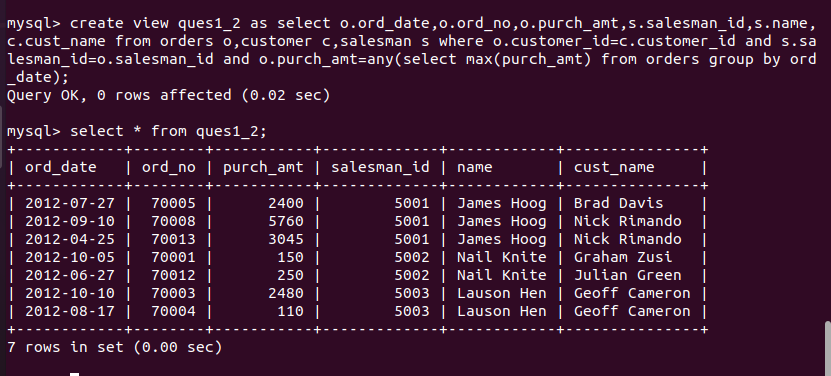 mysql> create view ques1_2 as select o.ord_date,o.ord_no,o.purch_amt,s.salesman_id,s.name,
c.cust_name from orders o,customer c,salesman s where o.customer_id=c.customer_id and s.sa
lesman_id=o.salesman_id and o.purch_amt=any(select max(purch_amt) from orders group by ord
_date);
Query OK, 0 rows affected (0.02 sec)

mysql> select * from ques1_2;
+------------+--------+-----------+-------------+------------+---------------+
| ord_date   | ord_no | purch_amt | salesman_id | name       | cust_name     |
+------------+--------+-----------+-------------+------------+---------------+
| 2012-07-27 |  70005 |      2400 |        5001 | James Hoog | Brad Davis    |
| 2012-09-10 |  70008 |      5760 |        5001 | James Hoog | Nick Rimando  |
| 2012-04-25 |  70013 |      3045 |        5001 | James Hoog | Nick Rimando  |
| 2012-10-05 |  70001 |       150 |        5002 | Nail Knite | Graham Zusi   |
| 2012-06-27 |  70012 |       250 |        5002 | Nail Knite | Julian Green  |
| 2012-10-10 |  70003 |      2480 |        5003 | Lauson Hen | Geoff Cameron |
| 2012-08-17 |  70004 |       110 |        5003 | Lauson Hen | Geoff Cameron |
+------------+--------+-----------+-------------+------------+---------------+
7 rows in set (0.00 sec)